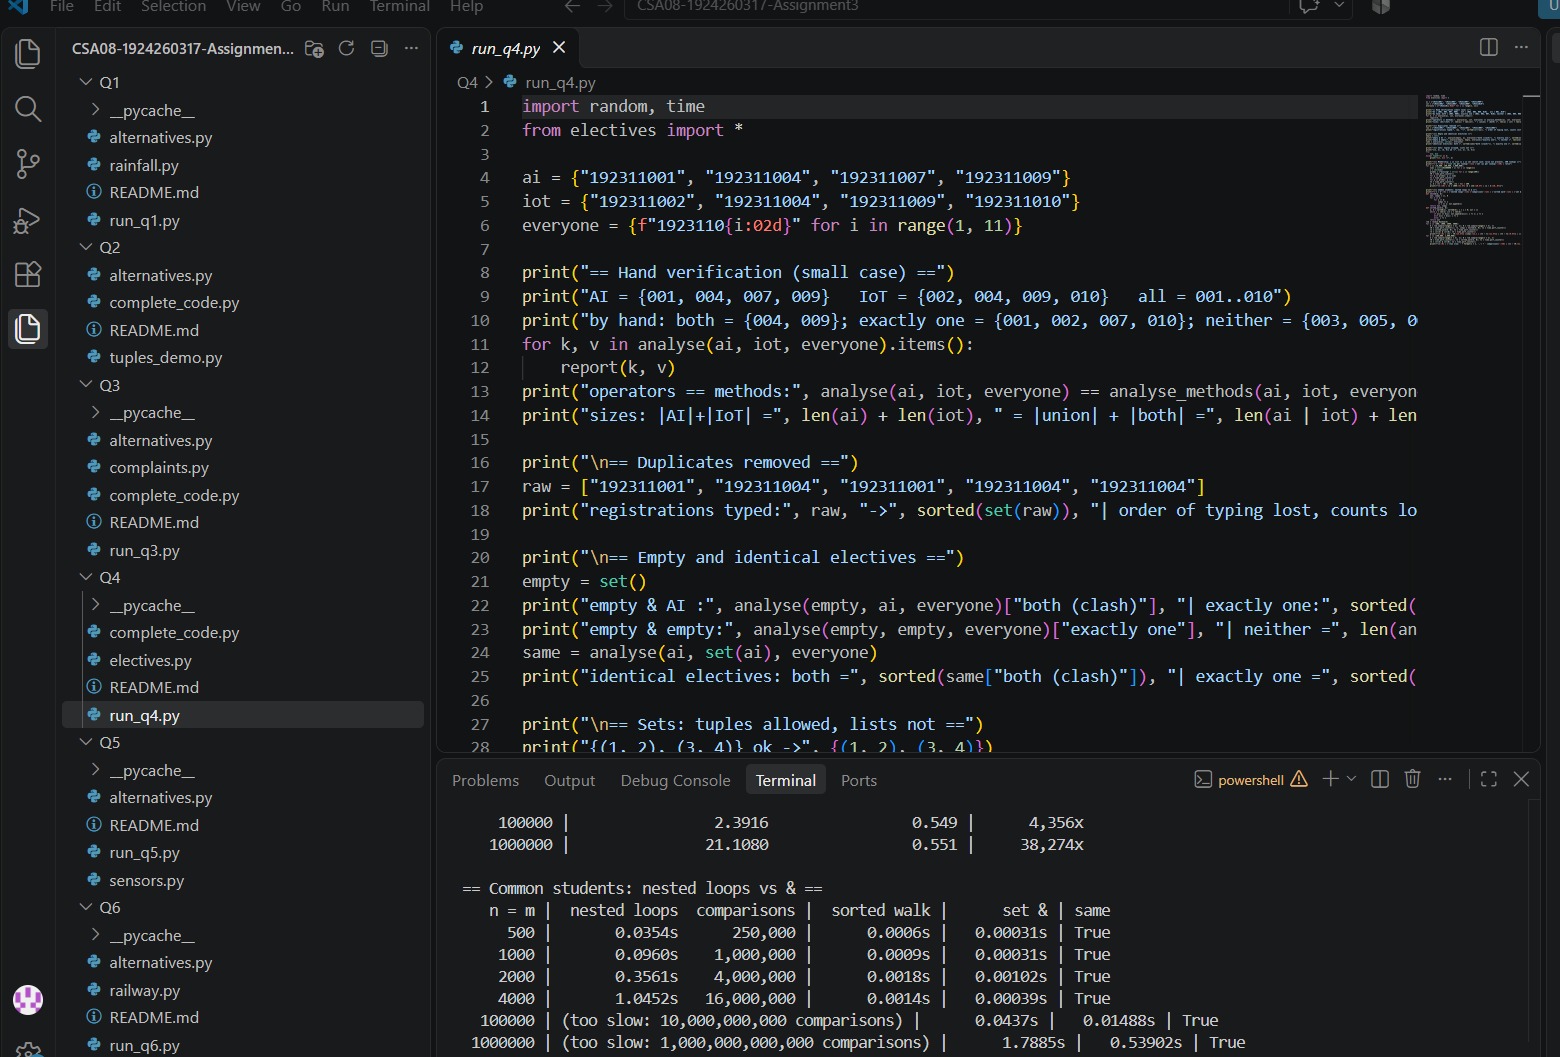 File Edit Selection View Go Run Terminal Help
CSA08-1924260317-Assignment3
CSA08-1924260317-Assignmen...
Q1
__pycache__
alternatives.py
rainfall.py
README.md
run_q1.py
Q2
alternatives.py
complete_code.py
README.md
tuples_demo.py
Q3
__pycache__
alternatives.py
complaints.py
complete_code.py
README.md
run_q3.py
Q4
__pycache__
complete_code.py
electives.py
README.md
run_q4.py
Q5
__pycache__
alternatives.py
README.md
run_q5.py
sensors.py
Q6
__pycache__
alternatives.py
railway.py
README.md
run_q6.py
run_q4.py
Q4 > run_q4.py
1 import random, time
2 from electives import *
3
4 ai = {"192311001", "192311004", "192311007", "192311009"}
5 iot = {"192311002", "192311004", "192311009", "192311010"}
6 everyone = {f"1923110{i:02d}" for i in range(1, 11)}
7
8 print("== Hand verification (small case) ==")
9 print("AI = {001, 004, 007, 009}   IoT = {002, 004, 009, 010}   all = 001..010")
10 print("by hand: both = {004, 009}; exactly one = {001, 002, 007, 010}; neither = {003, 005, 0
11 for k, v in analyse(ai, iot, everyone).items():
12     report(k, v)
13 print("operators == methods:", analyse(ai, iot, everyone) == analyse_methods(ai, iot, everyon
14 print("sizes: |AI|+|IoT| =", len(ai) + len(iot), " = |union| + |both| =", len(ai | iot) + len
15
16 print("\n== Duplicates removed ==")
17 raw = ["192311001", "192311004", "192311001", "192311004", "192311004"]
18 print("registrations typed:", raw, "->", sorted(set(raw)), "| order of typing lost, counts lo
19
20 print("\n== Empty and identical electives ==")
21 empty = set()
22 print("empty & AI :", analyse(empty, ai, everyone)["both (clash)"], "| exactly one:", sorted(
23 print("empty & empty:", analyse(empty, empty, everyone)["exactly one"], "| neither =", len(an
24 same = analyse(ai, set(ai), everyone)
25 print("identical electives: both =", sorted(same["both (clash)"]), "| exactly one =", sorted(
26
27 print("\n== Sets: tuples allowed, lists not ==")
28 print("{(1, 2), (3, 4)} ok ->", {(1, 2), (3, 4)})
Problems Output Debug Console Terminal Ports powershell
100000 | 2.3916 0.549 | 4,356x
1000000 | 21.1080 0.551 | 38,274x
== Common students: nested loops vs & ==
n = m | nested loops comparisons | sorted walk | set & | same
500 | 0.0354s 250,000 | 0.0006s | 0.00031s | True
1000 | 0.0960s 1,000,000 | 0.0009s | 0.00031s | True
2000 | 0.3561s 4,000,000 | 0.0018s | 0.00102s | True
4000 | 1.0452s 16,000,000 | 0.0014s | 0.00039s | True
100000 | (too slow: 10,000,000,000 comparisons) | 0.0437s | 0.01488s | True
1000000 | (too slow: 1,000,000,000,000 comparisons) | 1.7885s | 0.53902s | True